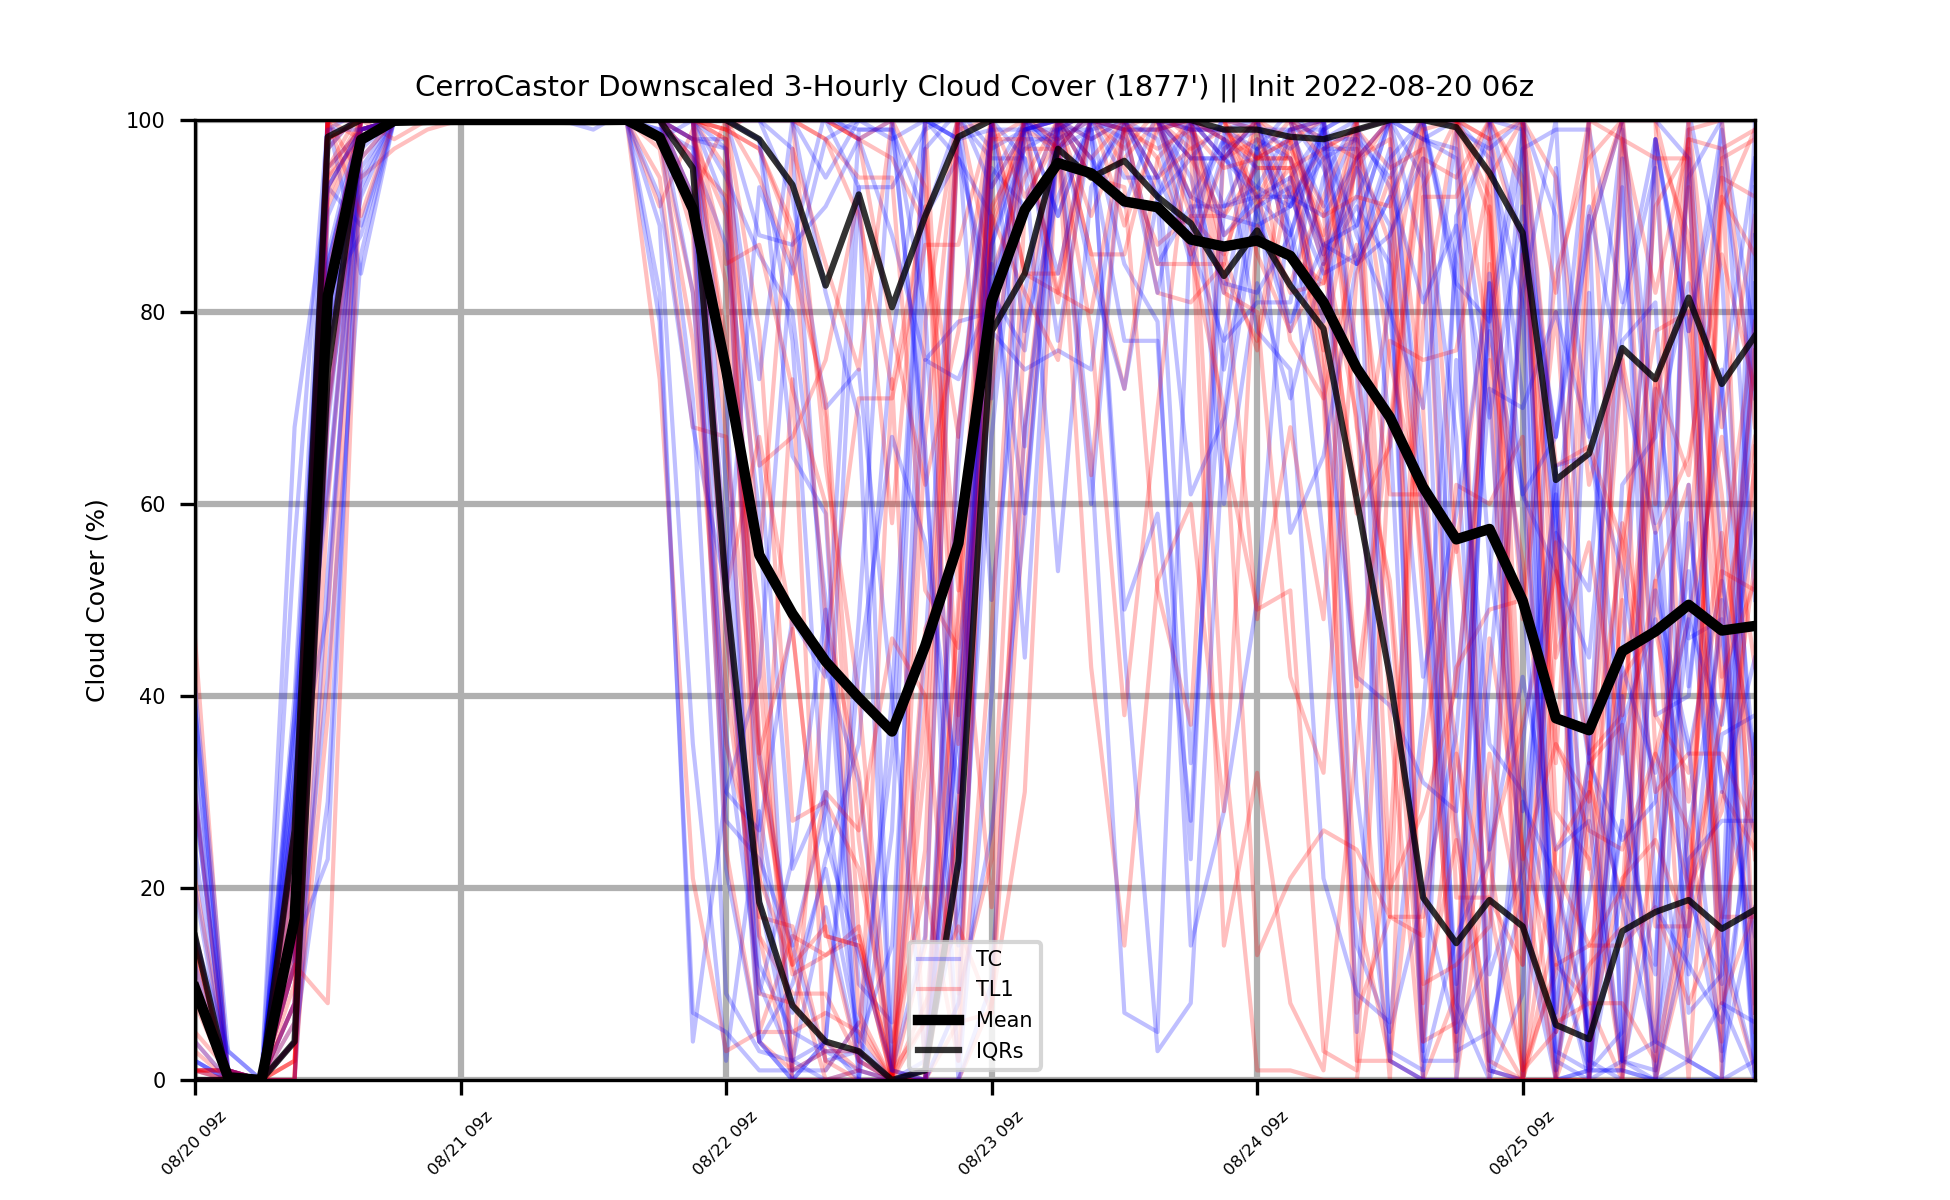 CerroCastor Downscaled 3-Hourly Cloud Cover (1877') || Init 2022-08-20 06z
Cloud Cover (%)
100
80
60
40
20
0
TC
TL1
Mean
IQRs
08/20 09z
08/21 09z
08/22 09z
08/23 09z
08/24 09z
08/25 09z